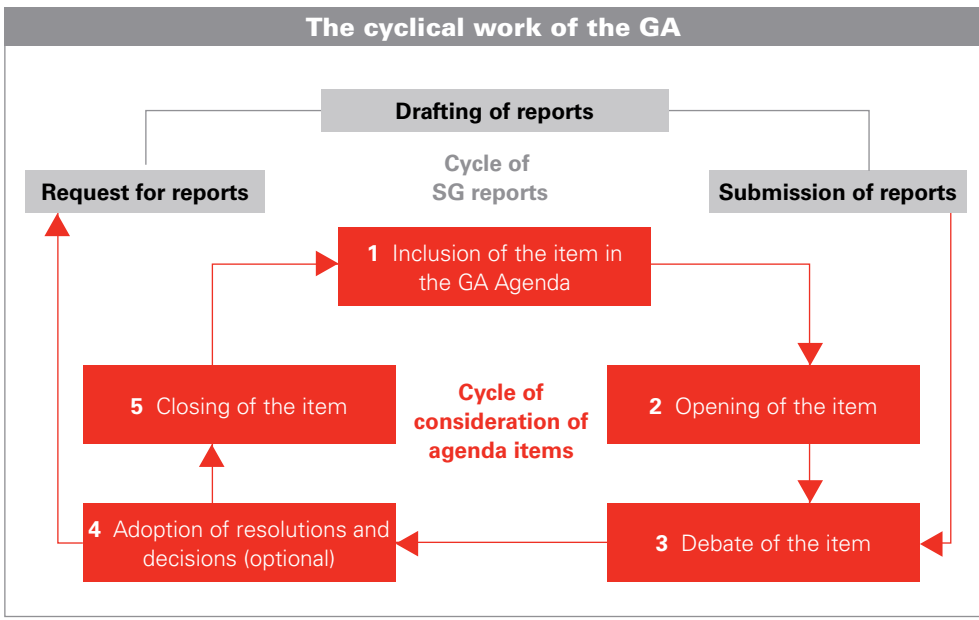 The cyclical work of the GA
Drafting of reports
Cycle of
SG reports
Request for reports
Submission of reports
1 Inclusion of the item in
the GA Agenda
5 Closing of the item
Cycle of
consideration of
agenda items
2 Opening of the item
4 Adoption of resolutions and
decisions (optional)
3 Debate of the item